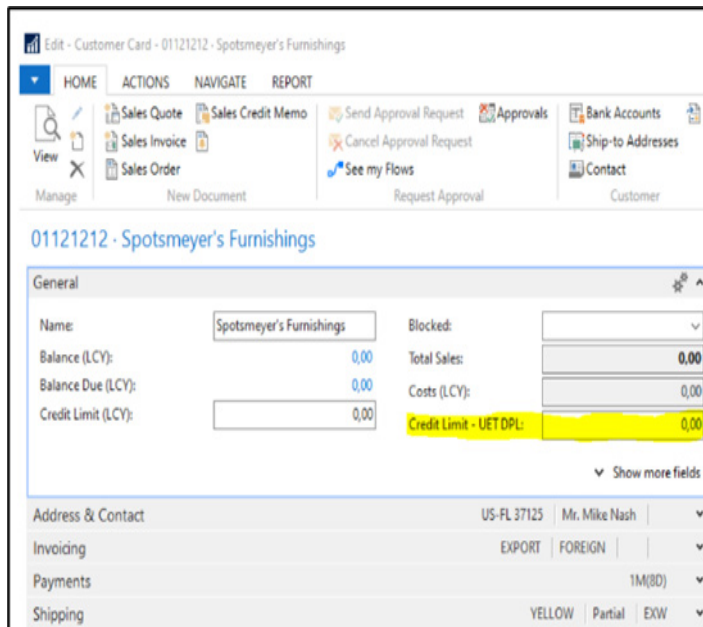 Edit - Customer Card - 01121212 · Spotsmeyer's Furnishings
HOME ACTIONS NAVIGATE REPORT
View
Manage
Sales Quote Sales Credit Memo
Sales Invoice
Sales Order
New Document
Send Approval Request Approvals
Cancel Approval Request
See my Flows
Request Approval
Bank Accounts
Ship-to Addresses
Contact
Customer
01121212 · Spotsmeyer's Furnishings
General
Name: Spotsmeyer's Furnishings
Balance (LCY): 0,00
Balance Due (LCY): 0,00
Credit Limit (LCY): 0,00
Blocked:
Total Sales: 0,00
Costs (LCY): 0,00
Credit Limit - UET DPL: 0,00
Show more fields
Address & Contact US-FL 37125 Mr. Mike Nash
Invoicing EXPORT FOREIGN
Payments 1M(8D)
Shipping YELLOW Partial EXW